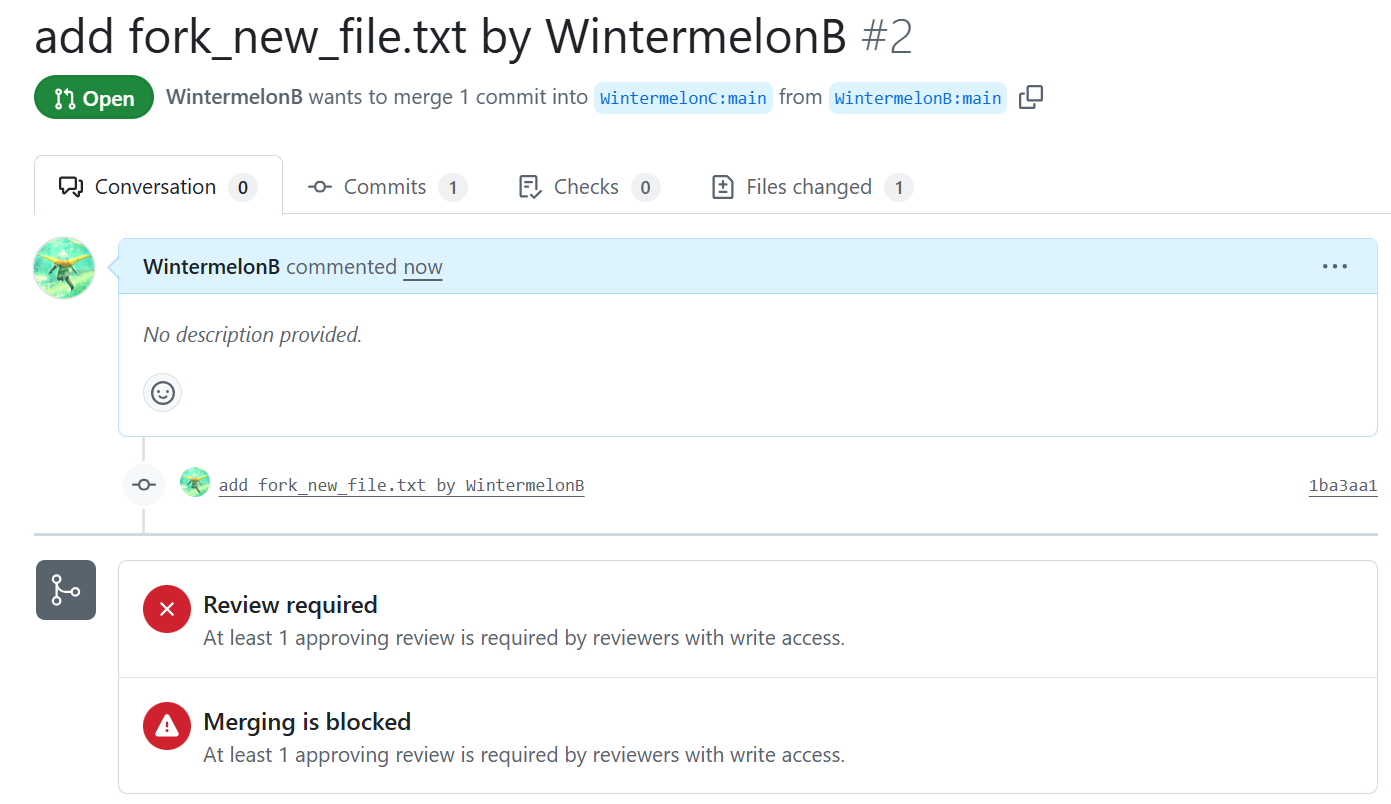 add fork_new_file.txt by WintermelonB #2
Open WintermelonB wants to merge 1 commit into WintermelonC:main from WintermelonB:main
Conversation 0 Commits 1 Checks 0 Files changed 1
WintermelonB commented now
No description provided.
add fork_new_file.txt by WintermelonB 1ba3aa1
Review required
At least 1 approving review is required by reviewers with write access.
Merging is blocked
At least 1 approving review is required by reviewers with write access.